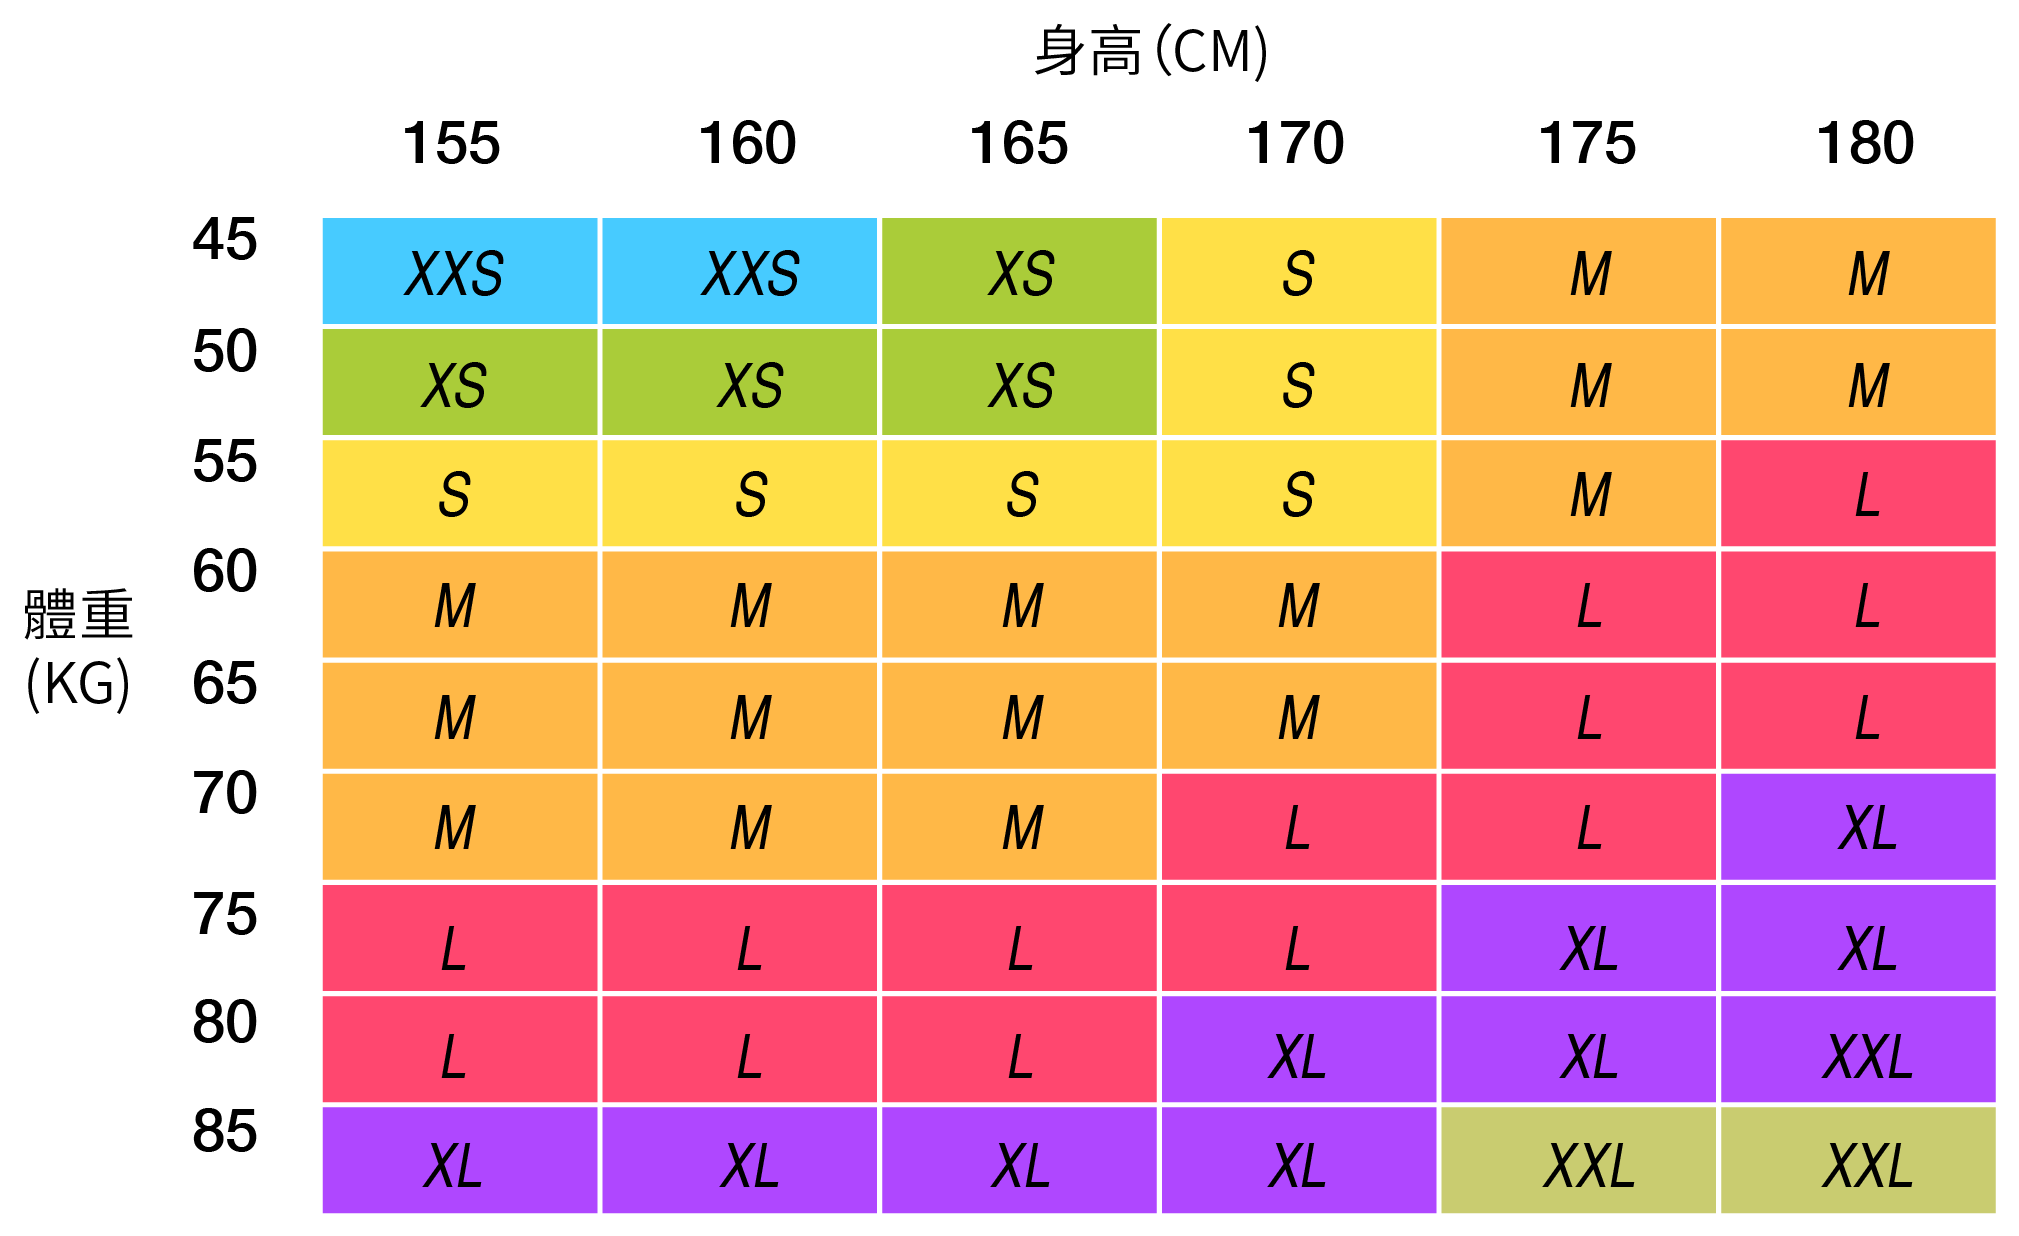 身高(CM)
155 160 165 170 175 180
45 XXS XXS XS S M M
50 XS XS XS S M M
55 S S S S M L
60 M M M M L L
體重
(KG)
65 M M M M L L
70 M M M L L XL
75 L L L L XL XL
80 L L L XL XL XXL
85 XL XL XL XL XXL XXL